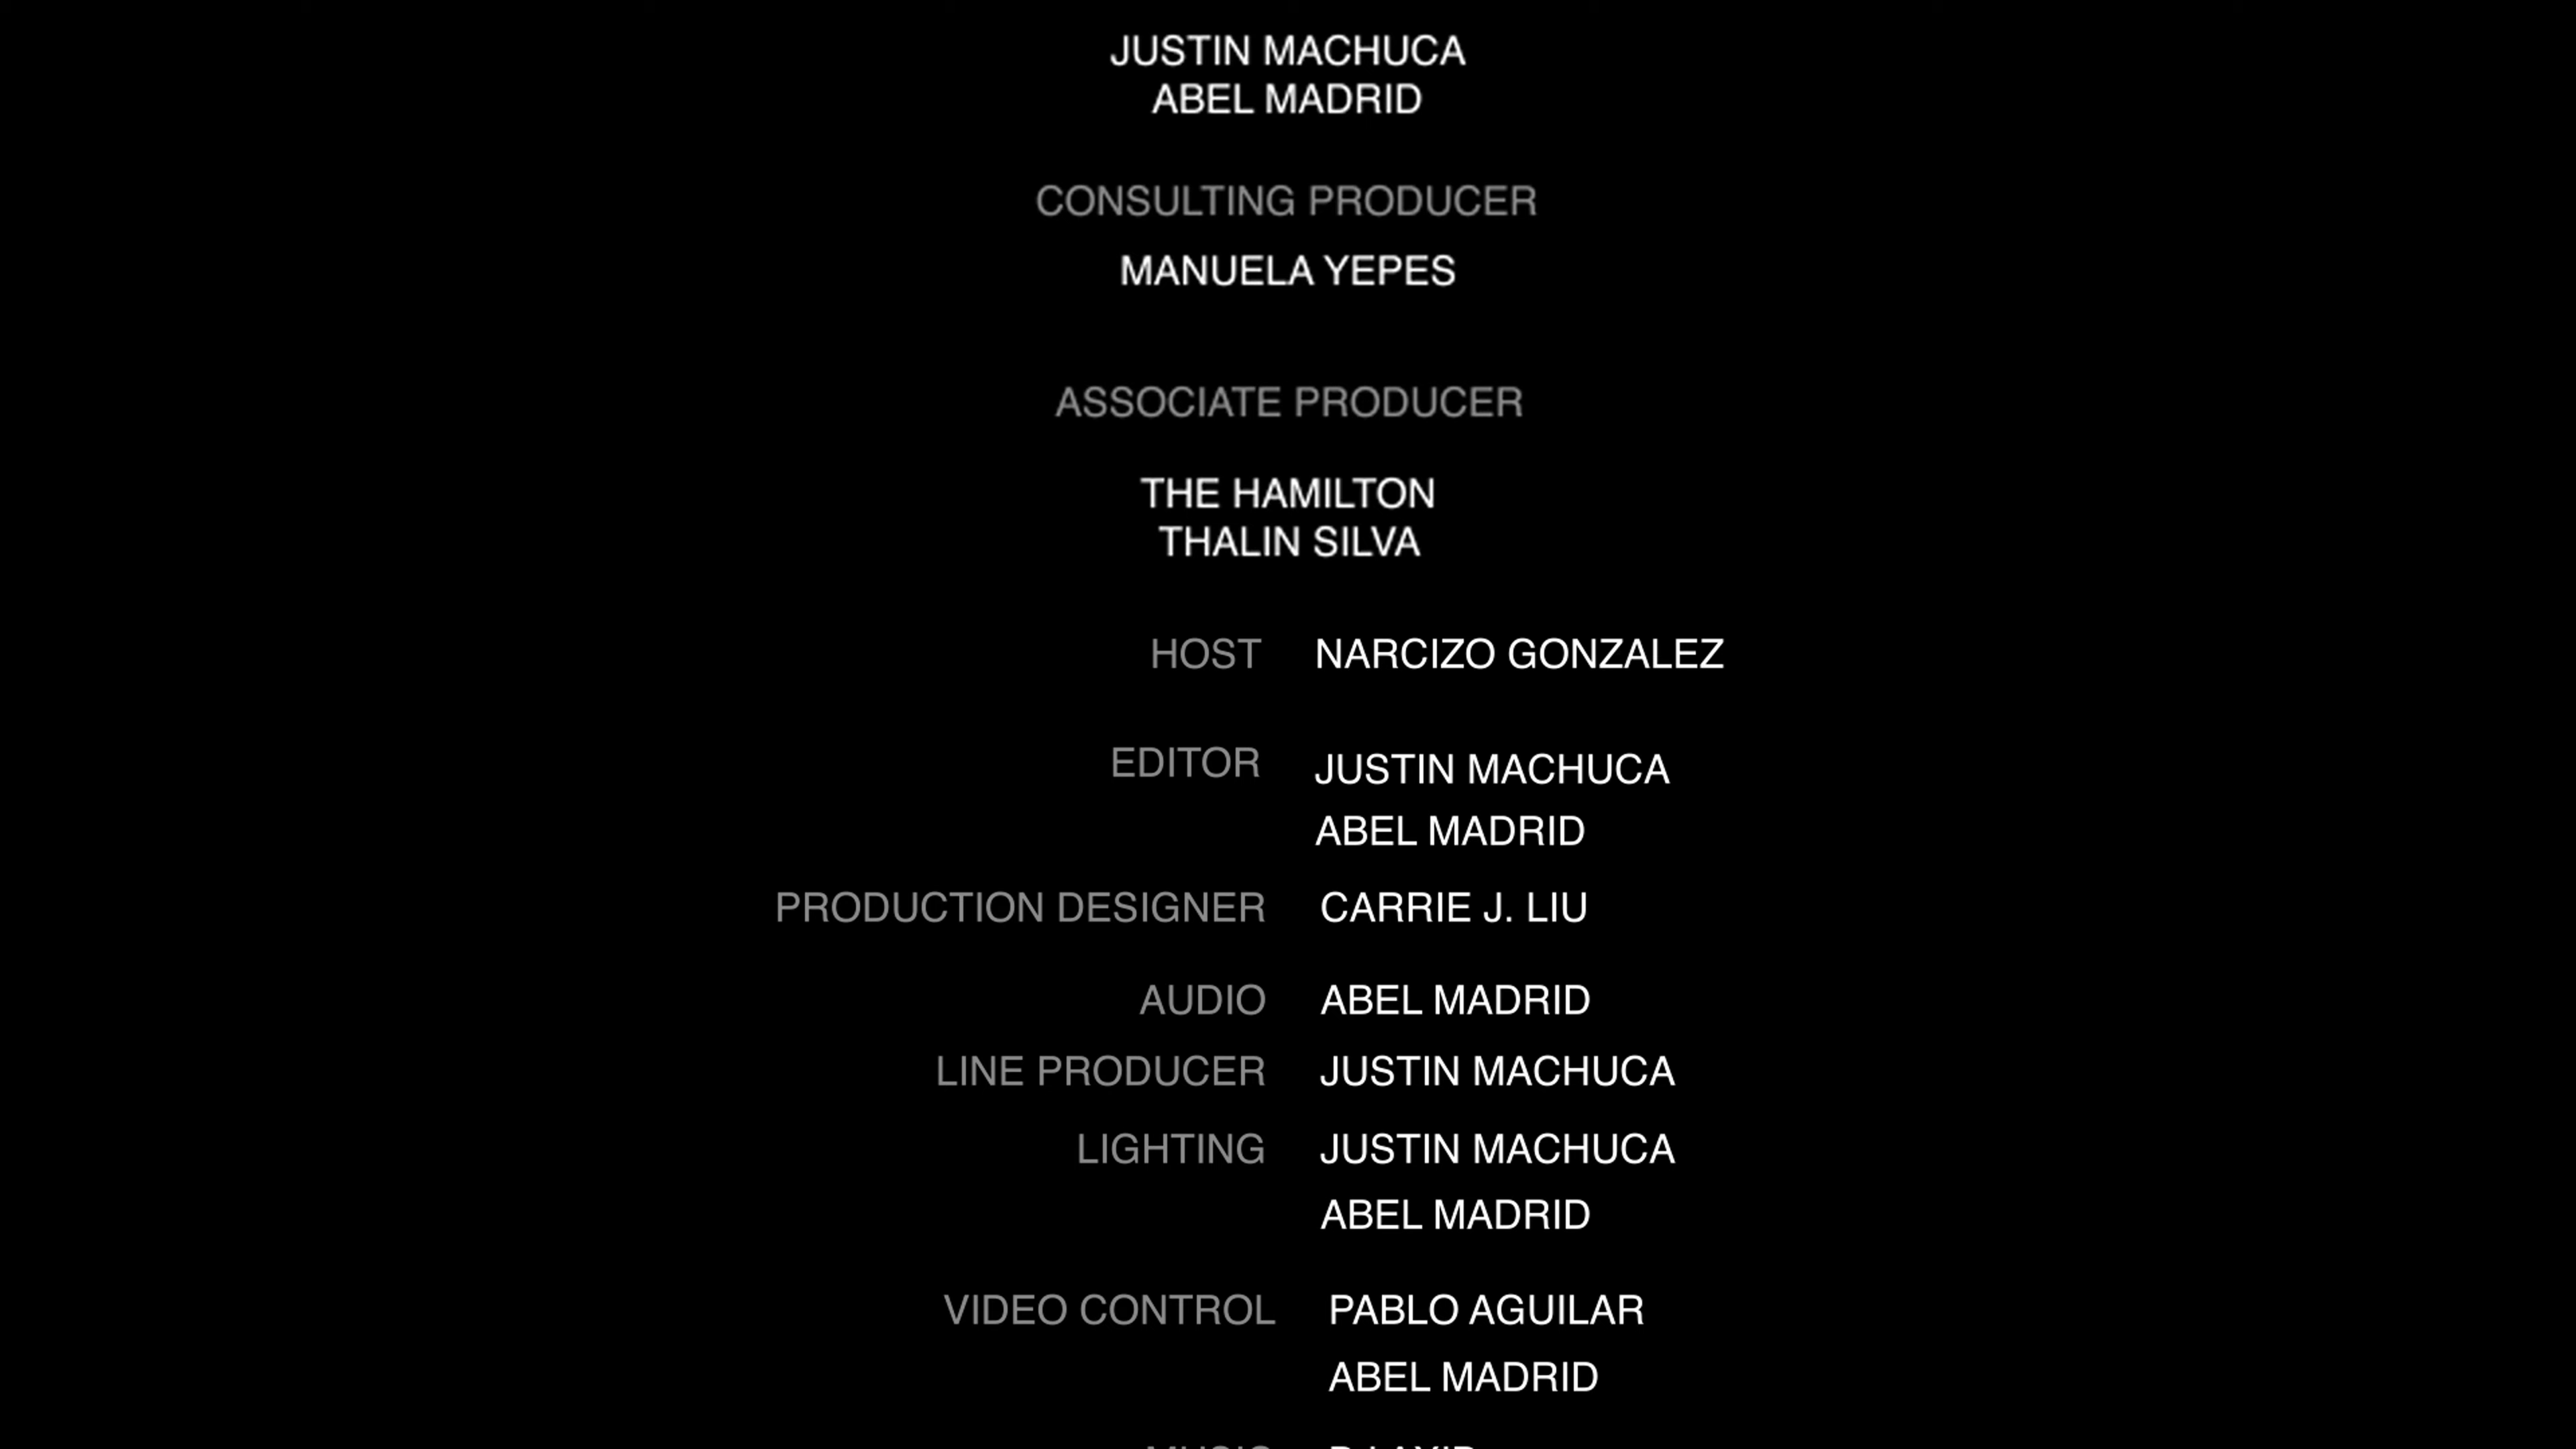 JUSTIN MACHUCA
ABEL MADRID
CONSULTING PRODUCER
MANUELA YEPES
ASSOCIATE PRODUCER
THE HAMILTON
THALIN SILVA
HOST NARCIZO GONZALEZ
EDITOR JUSTIN MACHUCA
ABEL MADRID
PRODUCTION DESIGNER CARRIE J. LIU
AUDIO ABEL MADRID
LINE PRODUCER JUSTIN MACHUCA
LIGHTING JUSTIN MACHUCA
ABEL MADRID
VIDEO CONTROL PABLO AGUILAR
ABEL MADRID
MUSIC